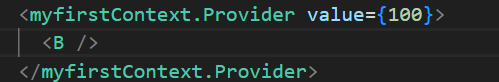 <myfirstContext.Provider value={100}>
<B />
</myfirstContext.Provider>